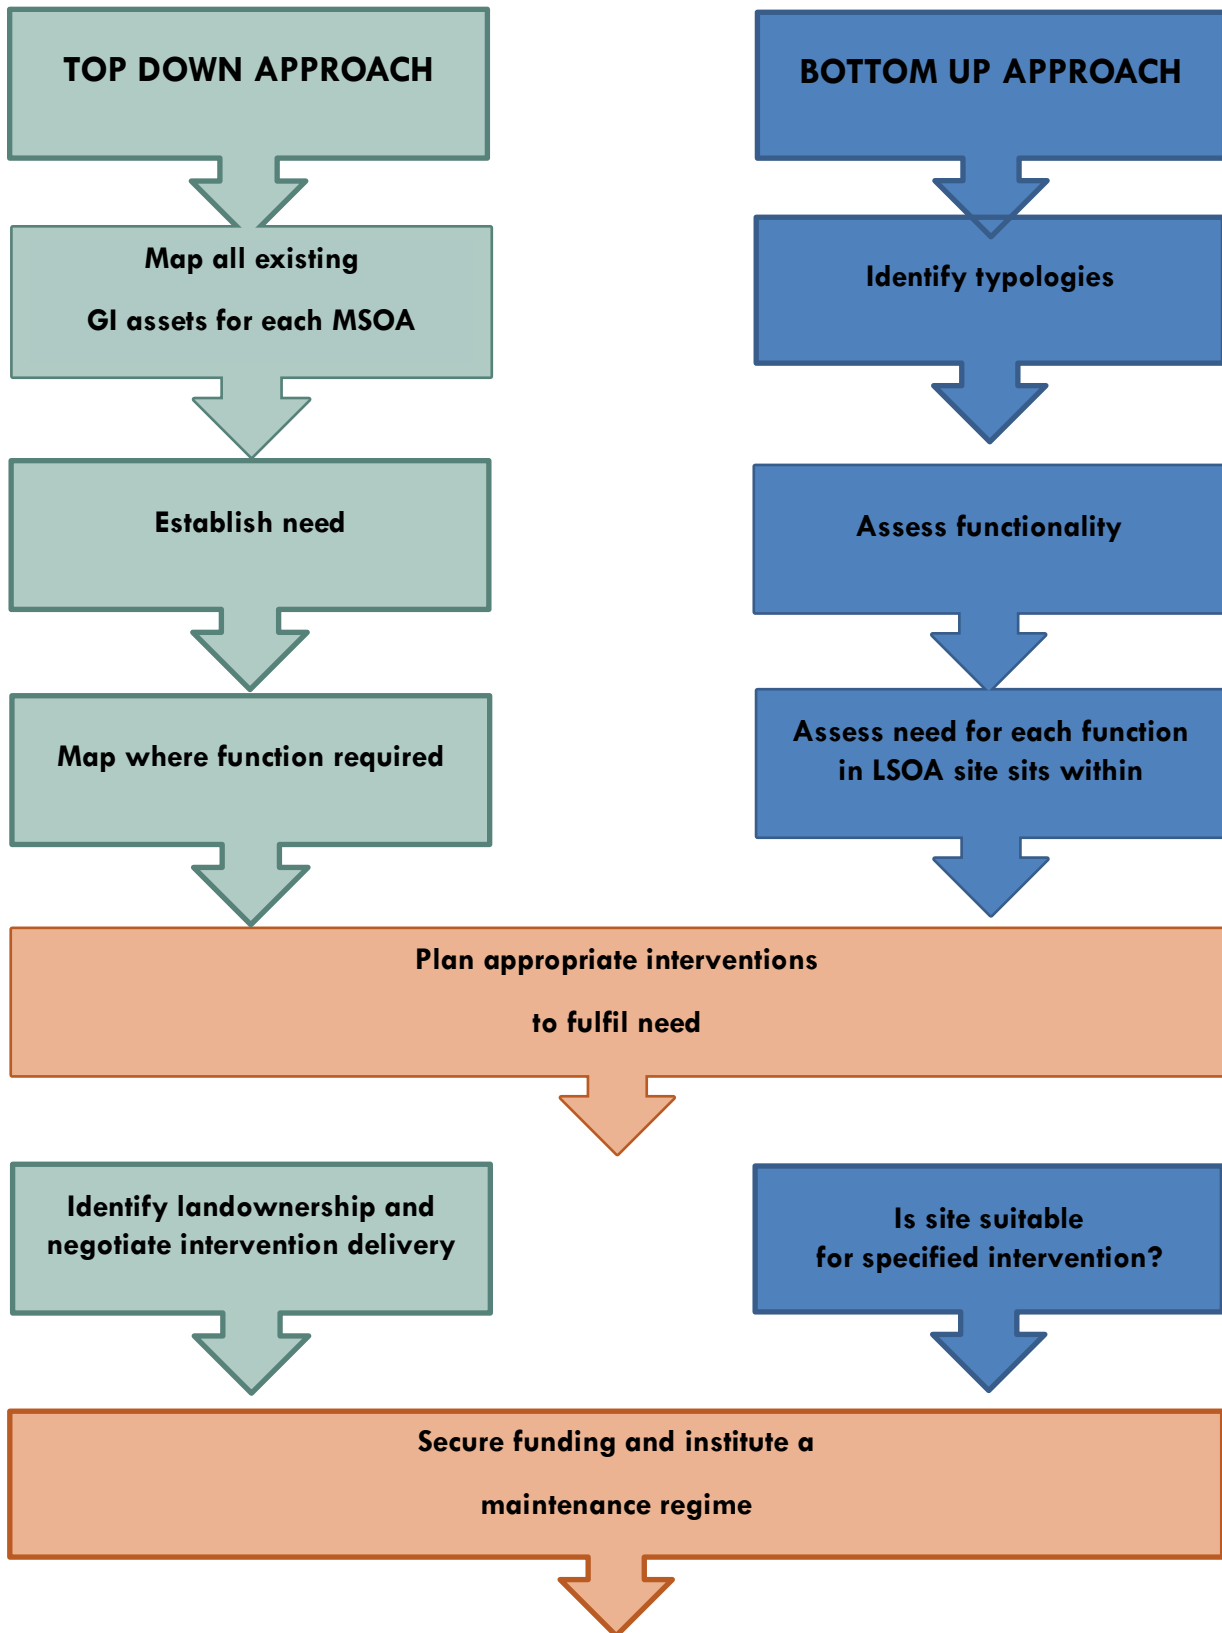 TOP DOWN APPROACH
BOTTOM UP APPROACH
Map all existing
GI assets for each MSOA
Identify typologies
Establish need
Assess functionality
Map where function required
Assess need for each function
in LSOA site sits within
Plan appropriate interventions
to fulfil need
Identify landownership and
negotiate intervention delivery
Is site suitable
for specified intervention?
Secure funding and institute a
maintenance regime